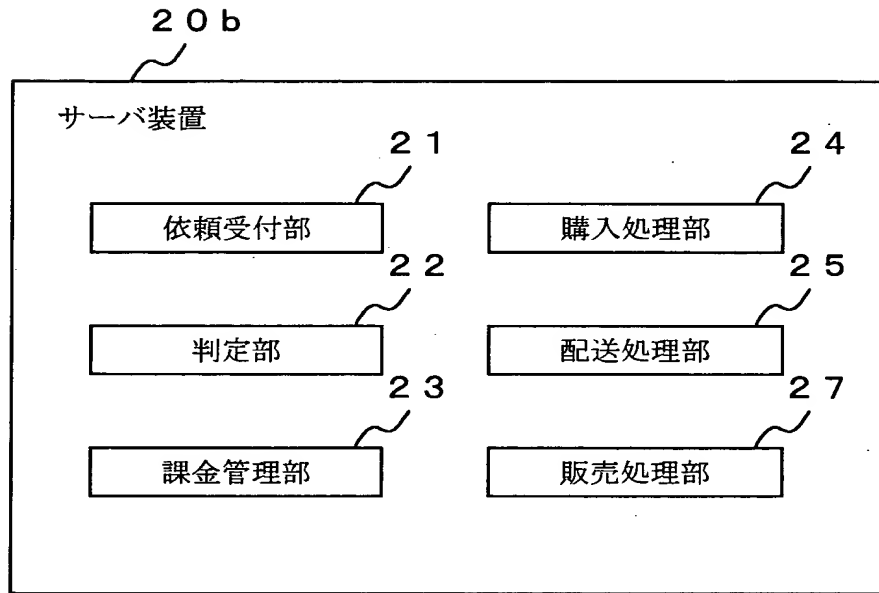 ２０ｂ
サーバ装置
２１
２４
依頼受付部
購入処理部
２２
２５
判定部
配送処理部
２３
２７
課金管理部
販売処理部